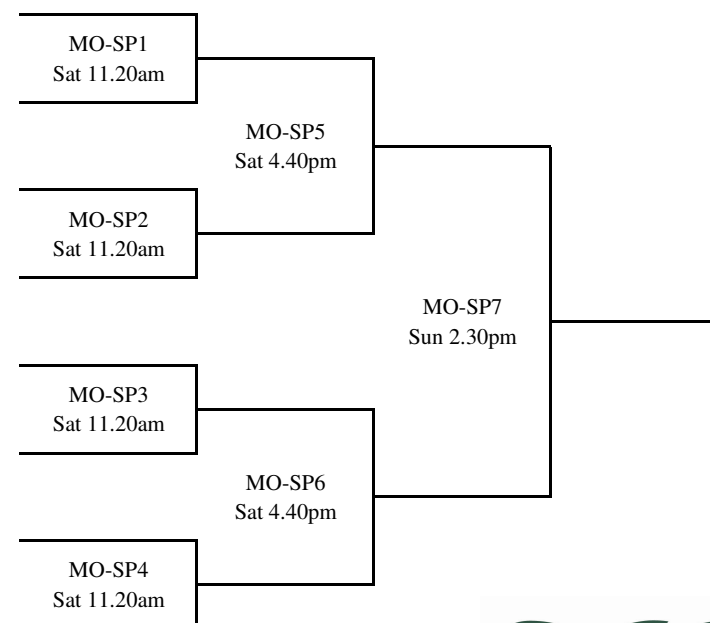 MO-SP1
Sat 11.20am
MO-SP5
Sat 4.40pm
MO-SP2
Sat 11.20am
MO-SP7
Sun 2.30pm
MO-SP3
Sat 11.20am
MO-SP6
Sat 4.40pm
MO-SP4
Sat 11.20am